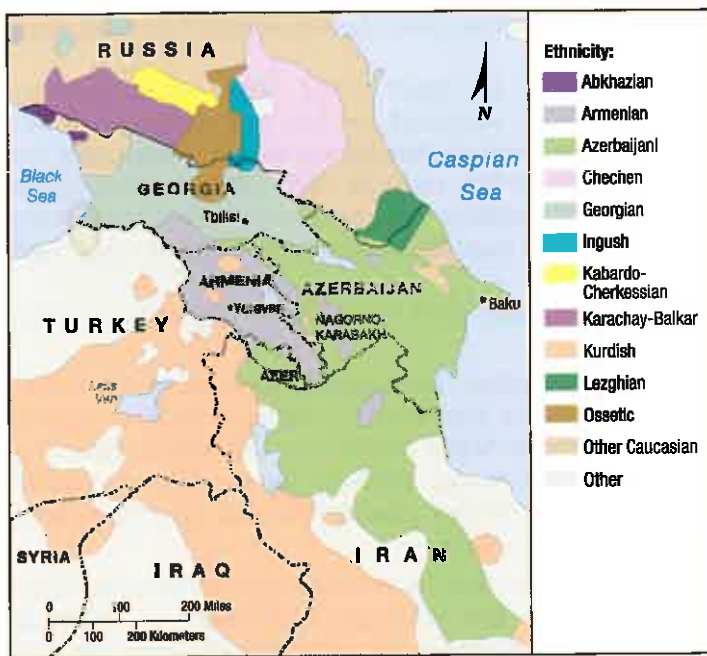 RUSSIA
Ethnicity:
Abkhazian
Armenian
Azerbaijani
Chechen
Georgian
Ingush
Kabardo-
Cherkessian
Karachay-Balkar
Kurdish
Lezghian
Ossetic
Other Caucasian
Other
N
Caspian
Sea
Black
Sea
GEORGIA
Tbilisi
ARMENIA
AZERBAIJAN
Baku
TURKEY
NAGORNO-
KARABAKH
AZER.
SYRIA
IRAQ
IRAN
0 100 200 Miles
0 100 200 Kilometers